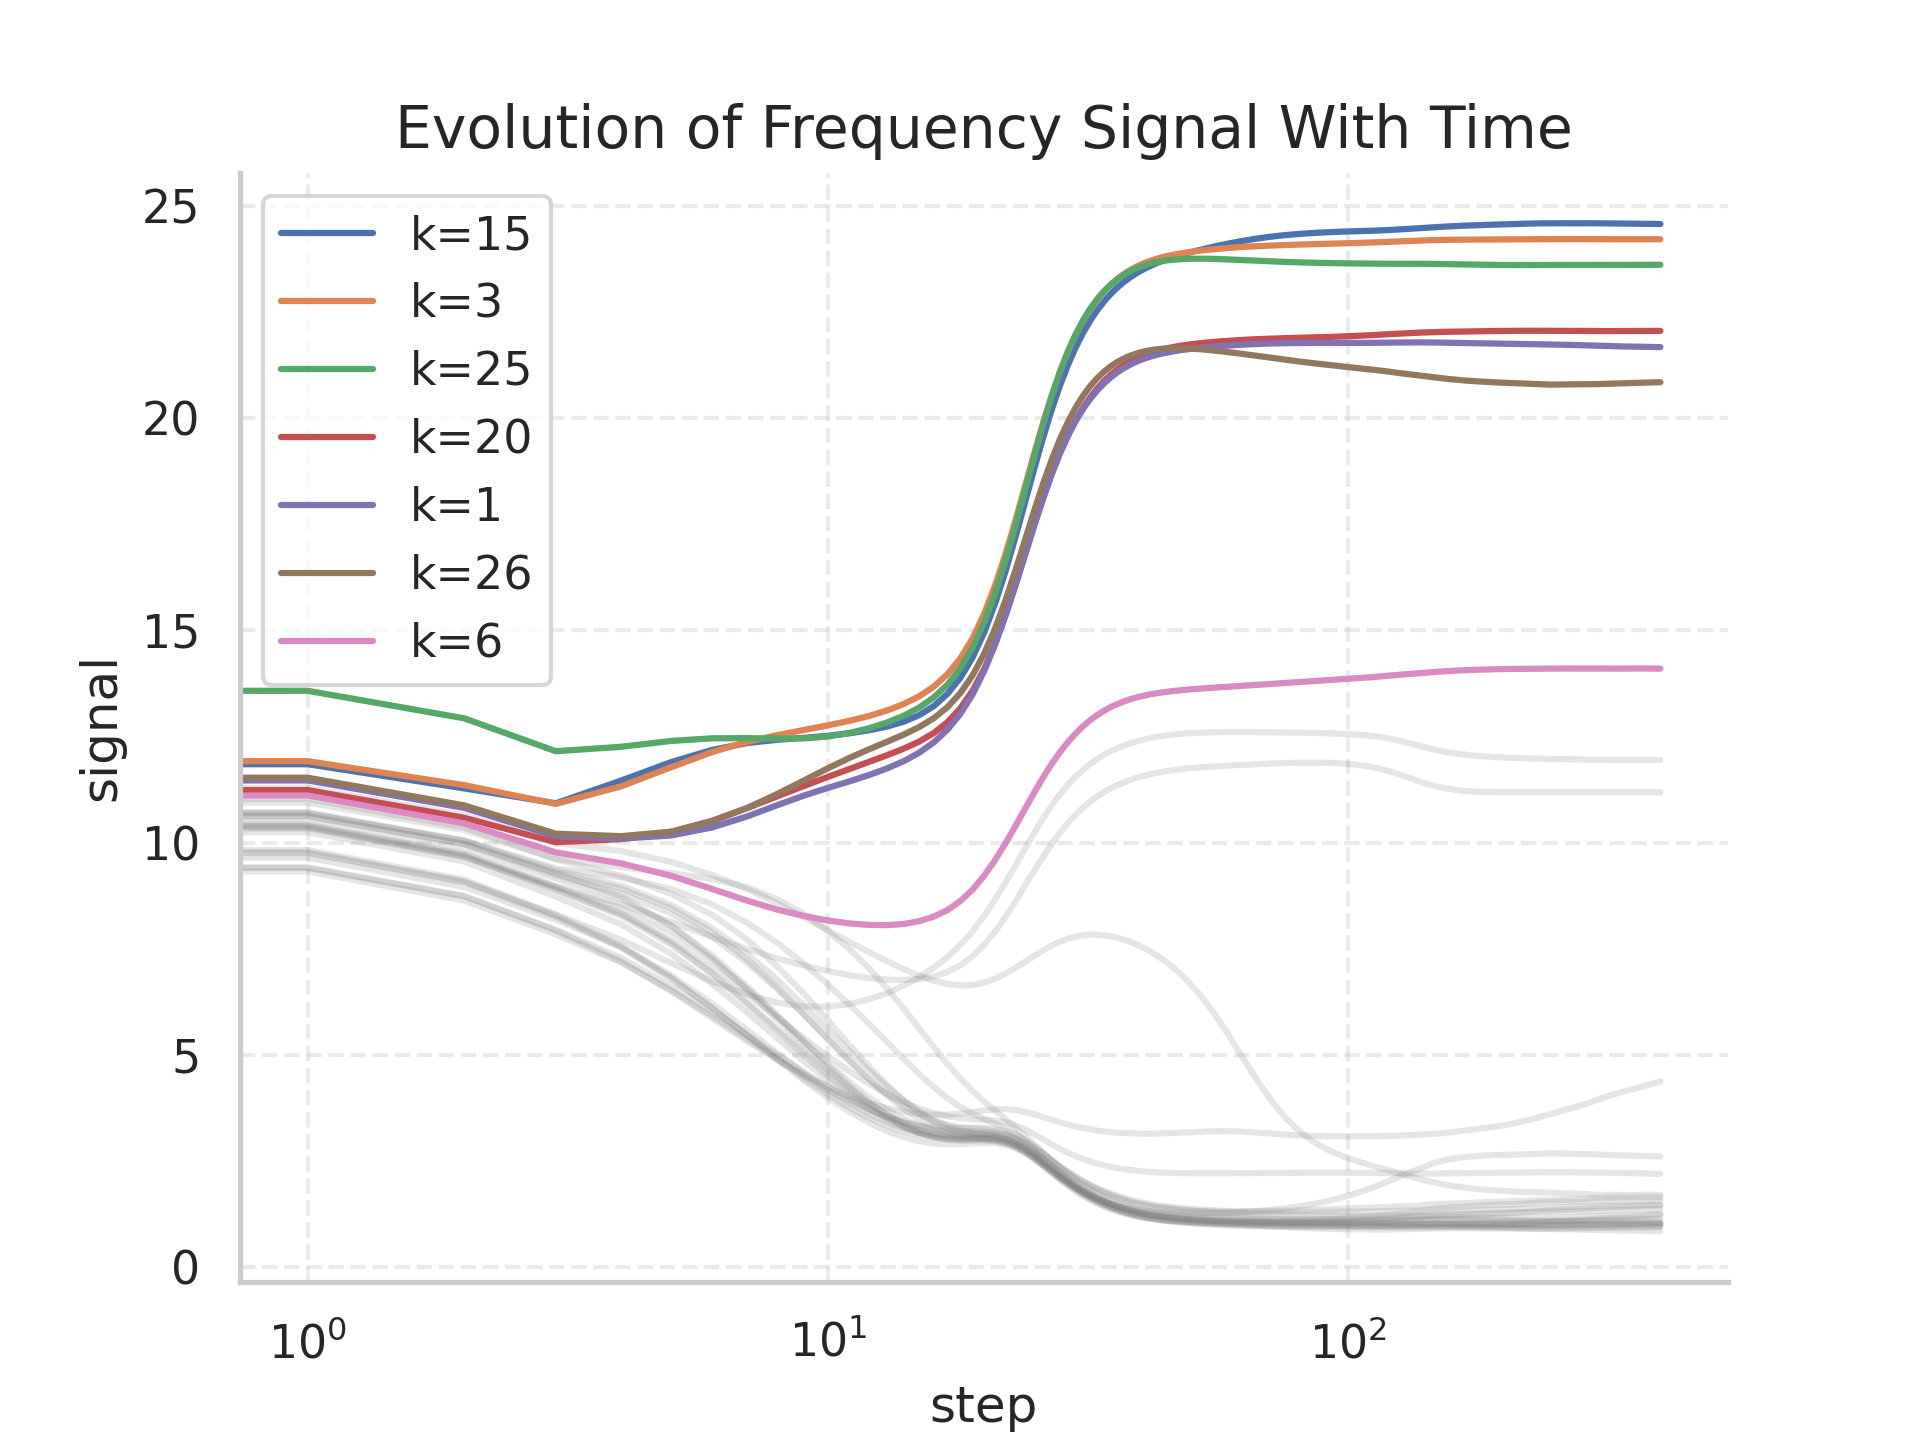 Evolution of Frequency Signal With Time
25
20
15
10
5
0
signal
k=15
k=3
k=25
k=20
k=1
k=26
k=6
10⁰
10¹
10²
step